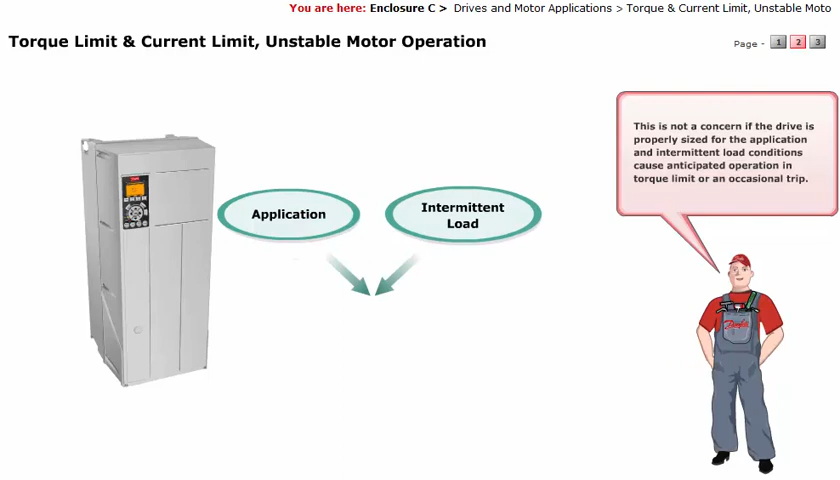 You are here: Enclosure C > Drives and Motor Applications > Torque & Current Limit, Unstable Moto
Torque Limit & Current Limit, Unstable Motor Operation
Page - 1 2 3
This is not a concern if the drive is
properly sized for the application
and intermittent load conditions
cause anticipated operation in
torque limit or an occasional trip.
Application
Intermittent
Load
Danfoss